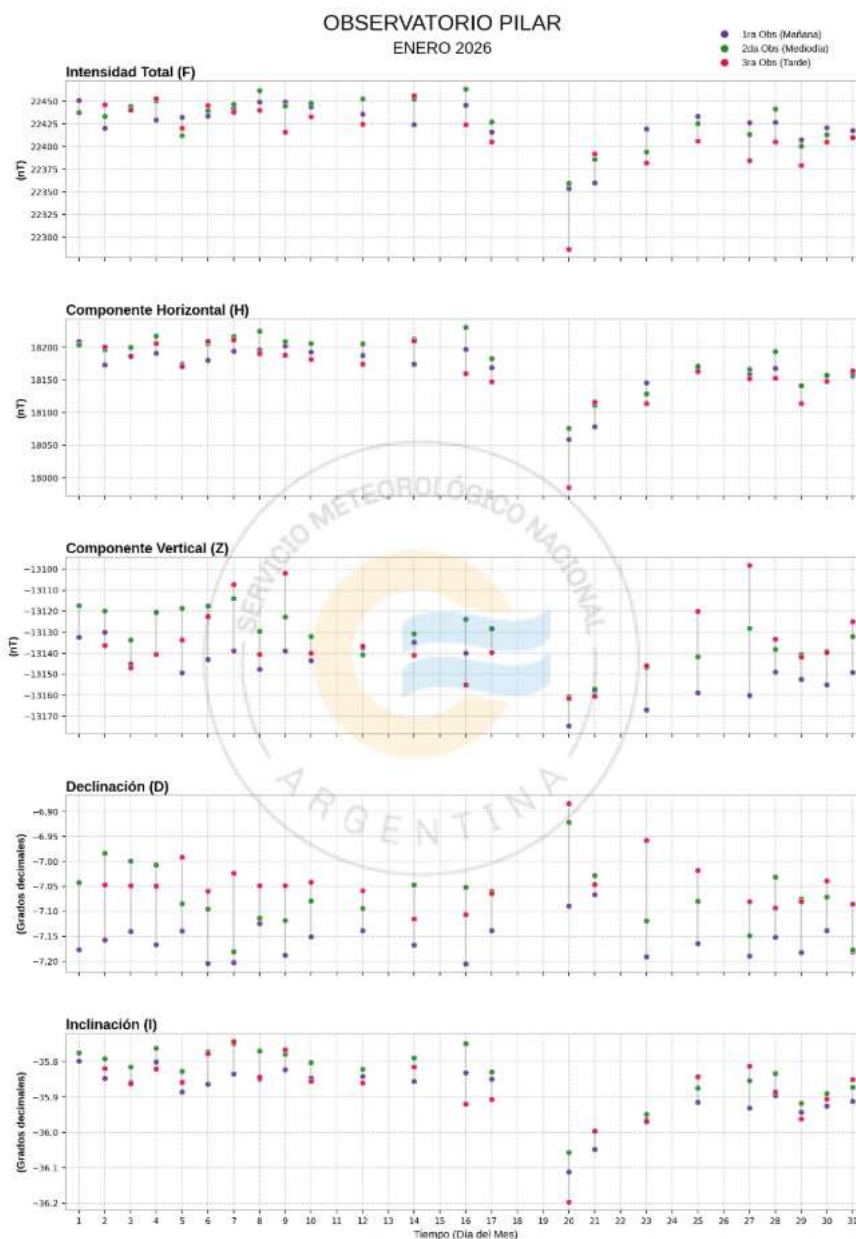 OBSERVATORIO PILAR
ENERO 2026
1ra Obs (Mañana)
2da Obs (Mediodía)
3ra Obs (Tarde)
Intensidad Total (F)
(nT)
22450
22425
22400
22375
22350
22325
22300
Componente Horizontal (H)
(nT)
18200
18150
18100
18050
18000
Componente Vertical (Z)
(nT)
−13100
−13110
−13120
−13130
−13140
−13150
−13160
−13170
SERVICIO METEOROLÓGICO NACIONAL
ARGENTINA
Declinación (D)
(Grados decimales)
−6.90
−6.95
−7.00
−7.05
−7.10
−7.15
−7.20
Inclinación (I)
(Grados decimales)
−35.8
−35.9
−36.0
−36.1
−36.2
1 2 3 4 5 6 7 8 9 10 11 12 13 14 15 16 17 18 19 20 21 22 23 24 25 26 27 28 29 30 31
Tiempo (Día del Mes)